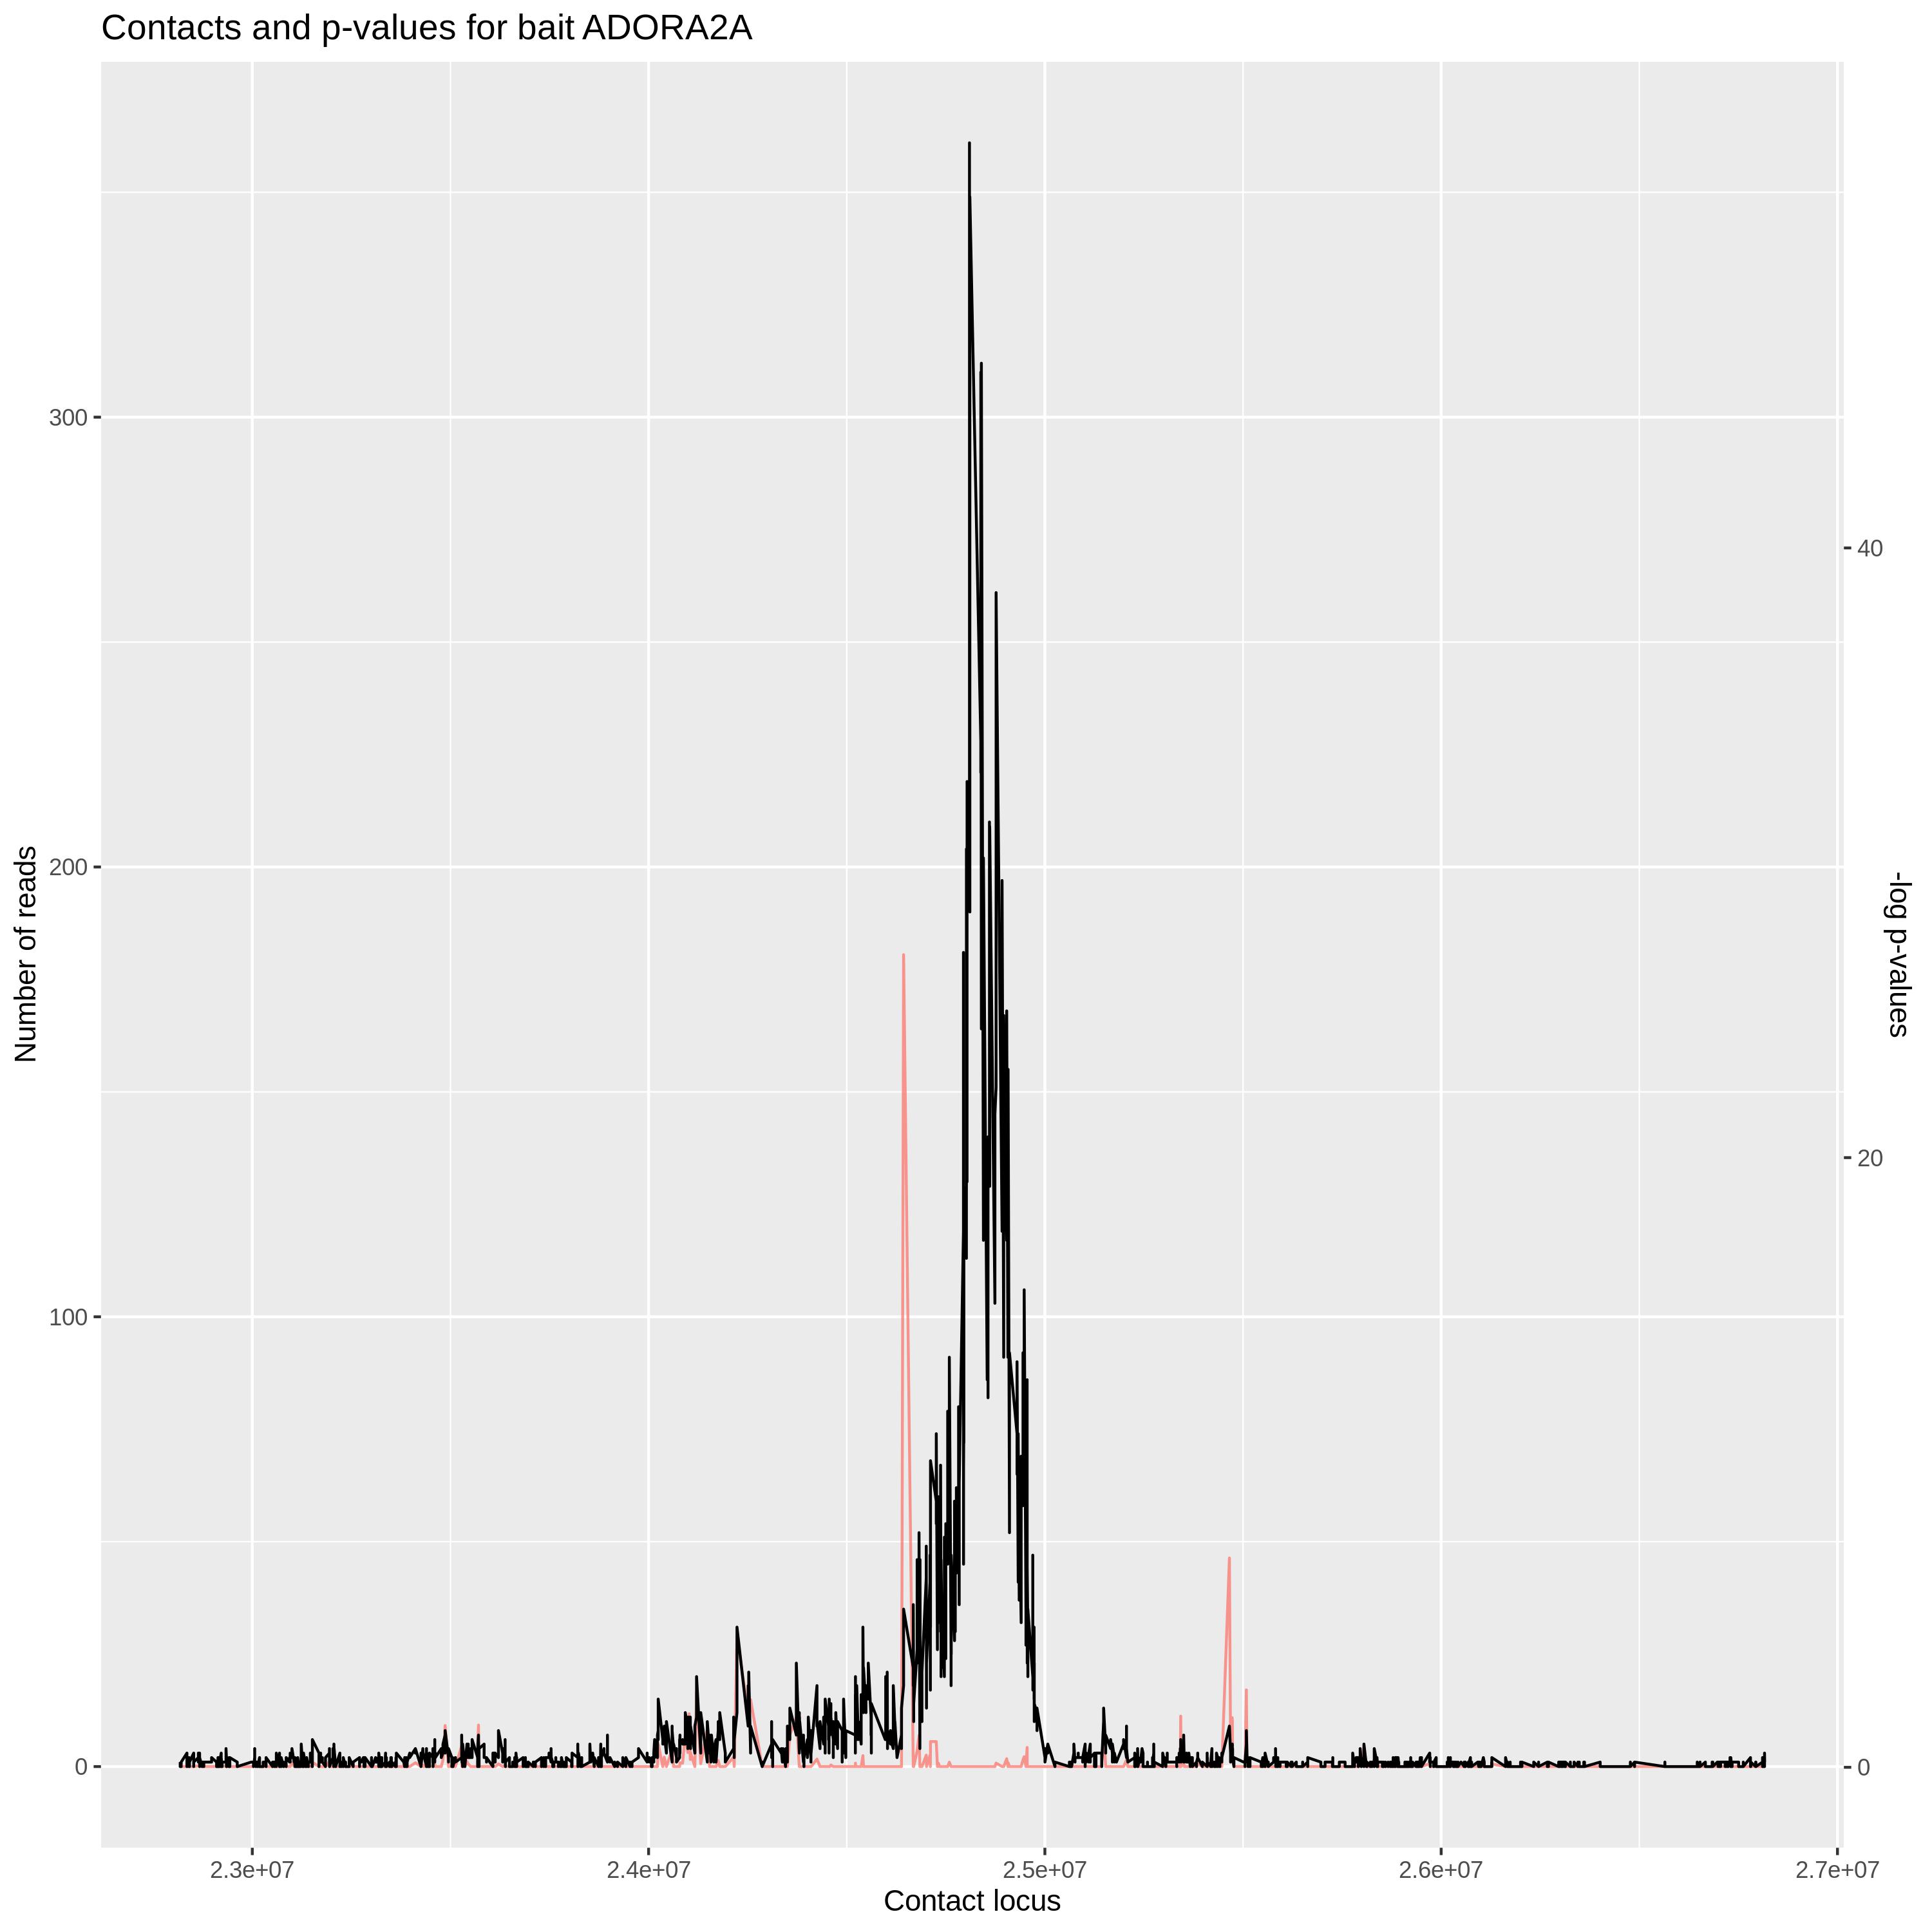 Contacts and p-values for bait ADORA2A
300
200
100
0
Number of reads
40
20
0
-log p-values
2.3e+07 2.4e+07 2.5e+07 2.6e+07 2.7e+07
Contact locus